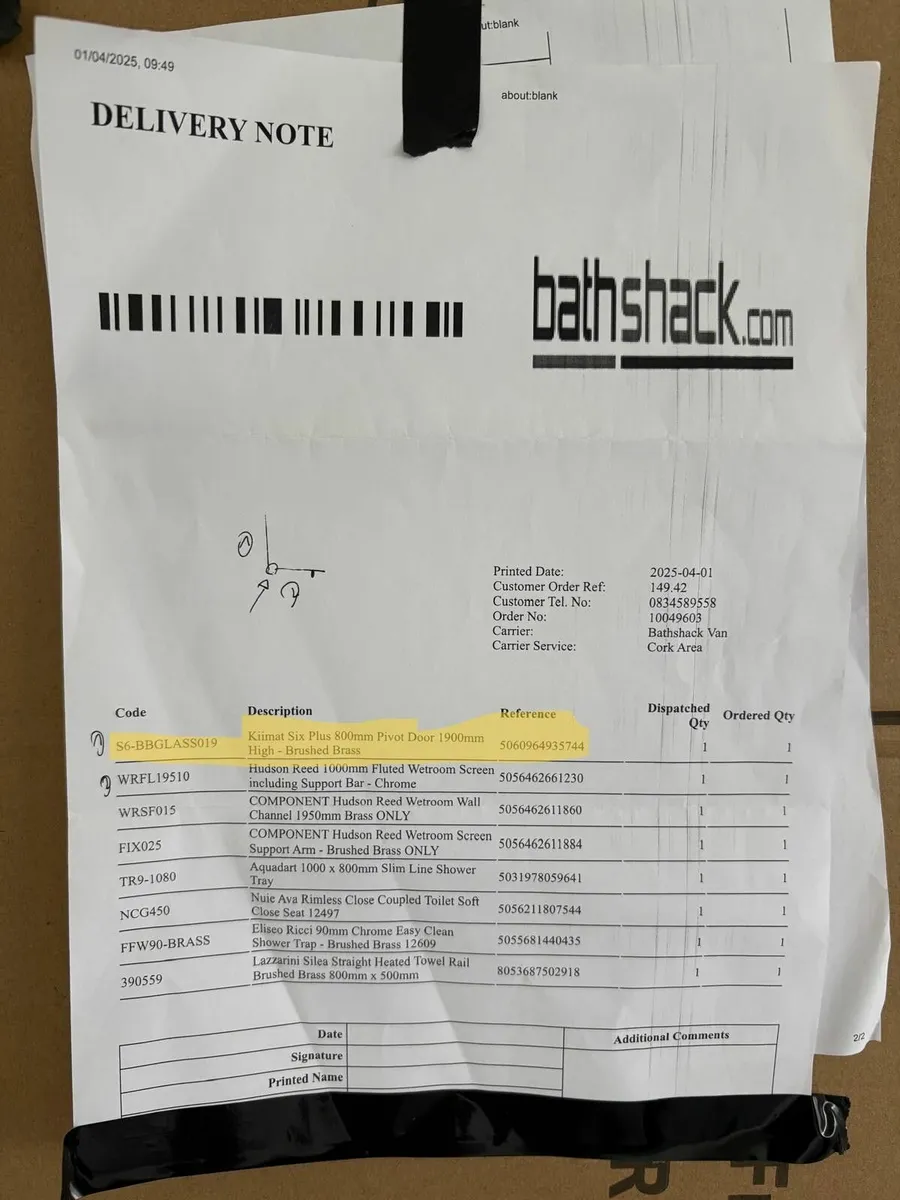 ut:blank
01/04/2025, 09:49
about:blank
DELIVERY NOTE
bathshack.com
Printed Date: 2025-04-01
Customer Order Ref: 149.42
Customer Tel. No: 0834589558
Order No: 10049603
Carrier: Bathshack Van
Carrier Service: Cork Area
Code Description Reference Dispatched Qty Ordered Qty
S6-BBGLASS019 Kiimat Six Plus 800mm Pivot Door 1900mm 5060964935744 1 1
High - Brushed Brass
WRFL19510 Hudson Reed 1000mm Fluted Wetroom Screen 5056462661230 1 1
including Support Bar - Chrome
WRSF015 COMPONENT Hudson Reed Wetroom Wall 5056462611860 1 1
Channel 1950mm Brass ONLY
FIX025 COMPONENT Hudson Reed Wetroom Screen 5056462611884 1 1
Support Arm - Brushed Brass ONLY
TR9-1080 Aquadart 1000 x 800mm Slim Line Shower 5031978059641 1 1
Tray
NCG450 Nuie Ava Rimless Close Coupled Toilet Soft 5056211807544 1 1
Close Seat 12497
FFW90-BRASS Eliseo Ricci 90mm Chrome Easy Clean 5055681440435 1 1
Shower Trap - Brushed Brass 12609
390559 Lazzarini Silea Straight Heated Towel Rail 8053687502918 1 1
Brushed Brass 800mm x 500mm
Date Additional Comments
Signature
Printed Name
2/2